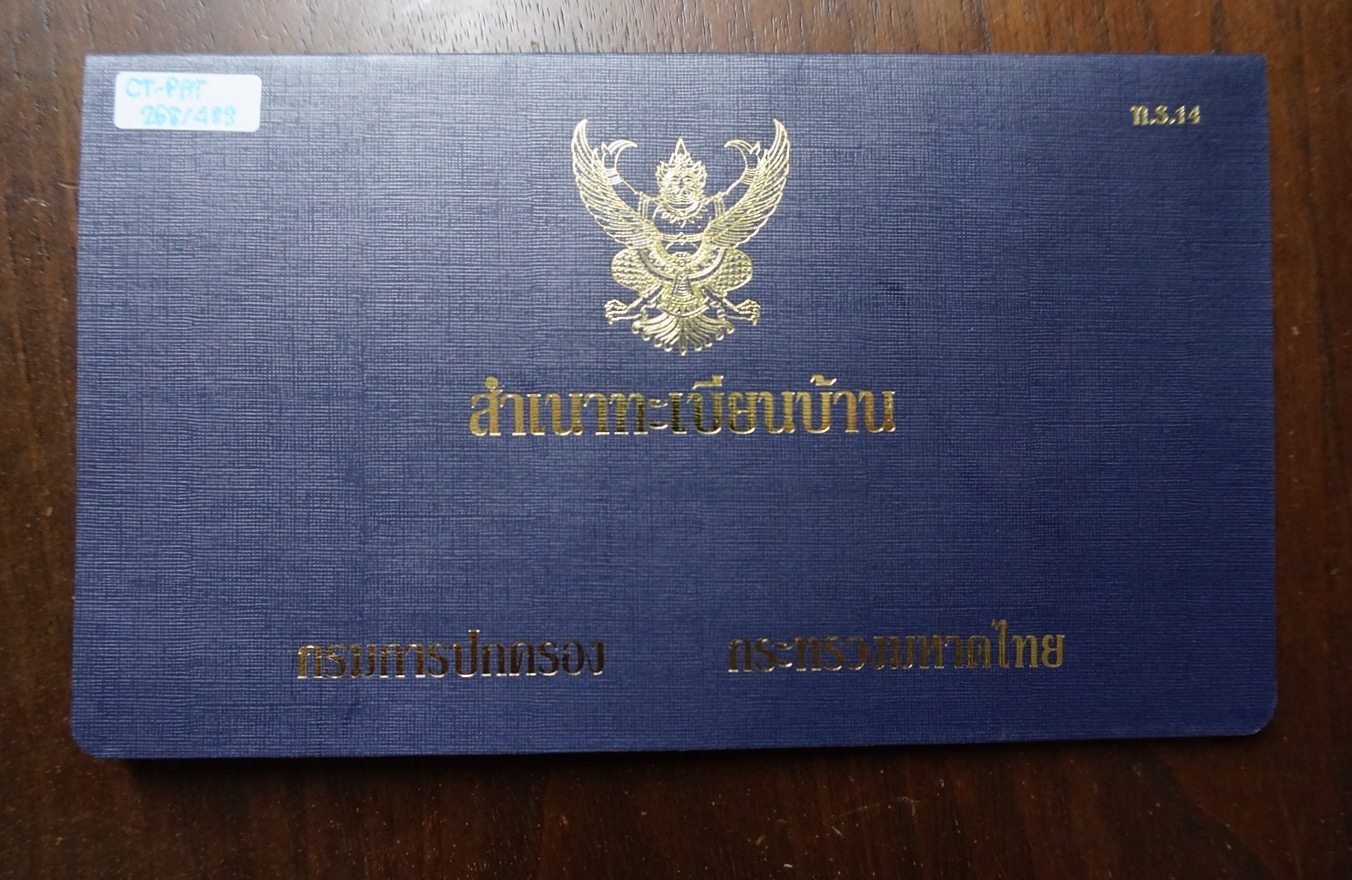 CT-PAT
268/488
ท.ร.14
สำเนาทะเบียนบ้าน
กรมการปกครอง กระทรวงมหาดไทย